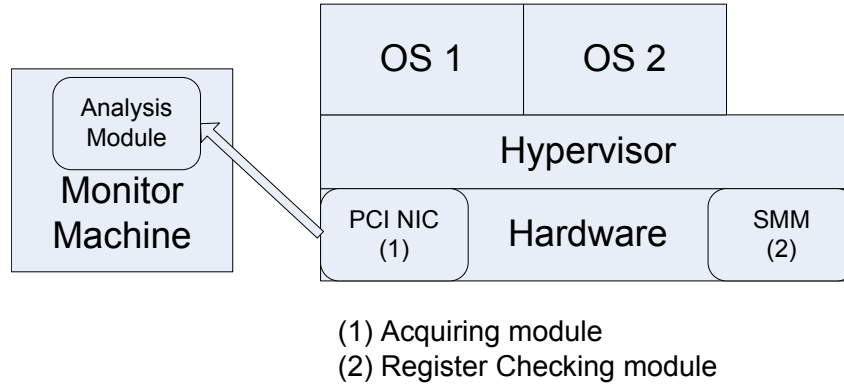 OS 1
OS 2
Analysis
Module
Monitor
Machine
Hypervisor
PCI NIC
(1)
Hardware
SMM
(2)
(1) Acquiring module
(2) Register Checking module